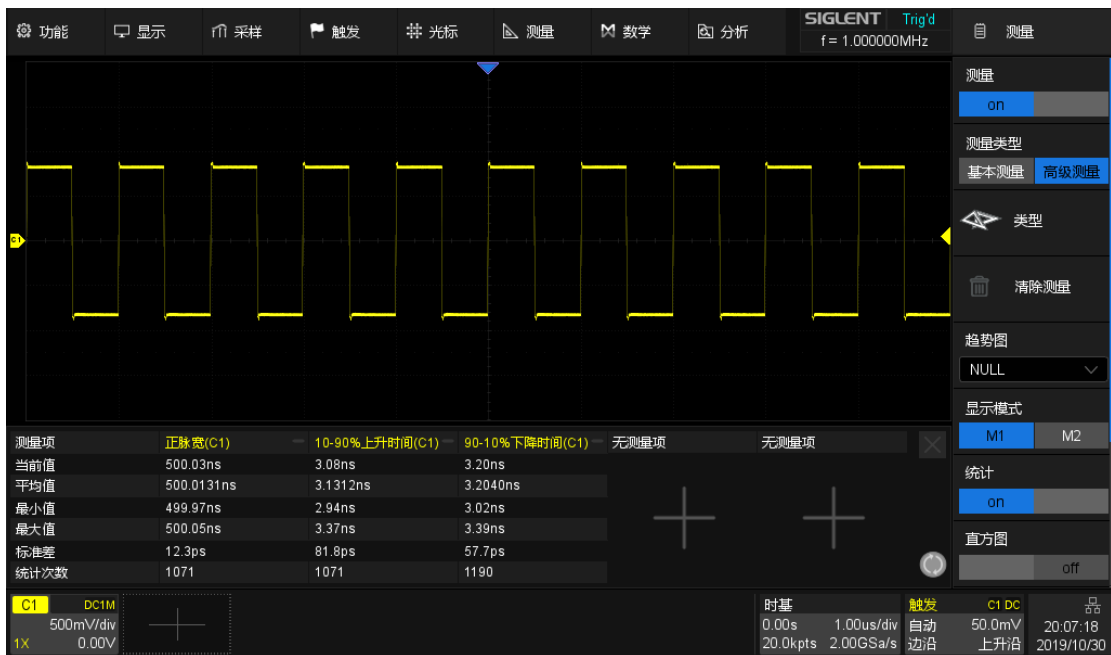 功能 显示 采样 触发 光标 测量 数学 分析
SIGLENT Trig'd
f = 1.000000MHz
测量
测量
on
测量类型
基本测量 高级测量
类型
清除测量
趋势图
NULL
显示模式
M1 M2
统计
on
直方图
off
C1
测量项 正脉宽(C1) 10-90%上升时间(C1) 90-10%下降时间(C1) 无测量项 无测量项
当前值 500.03ns 3.08ns 3.20ns
平均值 500.0131ns 3.1312ns 3.2040ns
最小值 499.97ns 2.94ns 3.02ns
最大值 500.05ns 3.37ns 3.39ns
标准差 12.3ps 81.8ps 57.7ps
统计次数 1071 1071 1190
C1 DC1M
500mV/div
1X 0.00V
时基
0.00s 1.00us/div
20.0kpts 2.00GSa/s
触发 C1 DC
自动 50.0mV
边沿 上升沿
20:07:18
2019/10/30